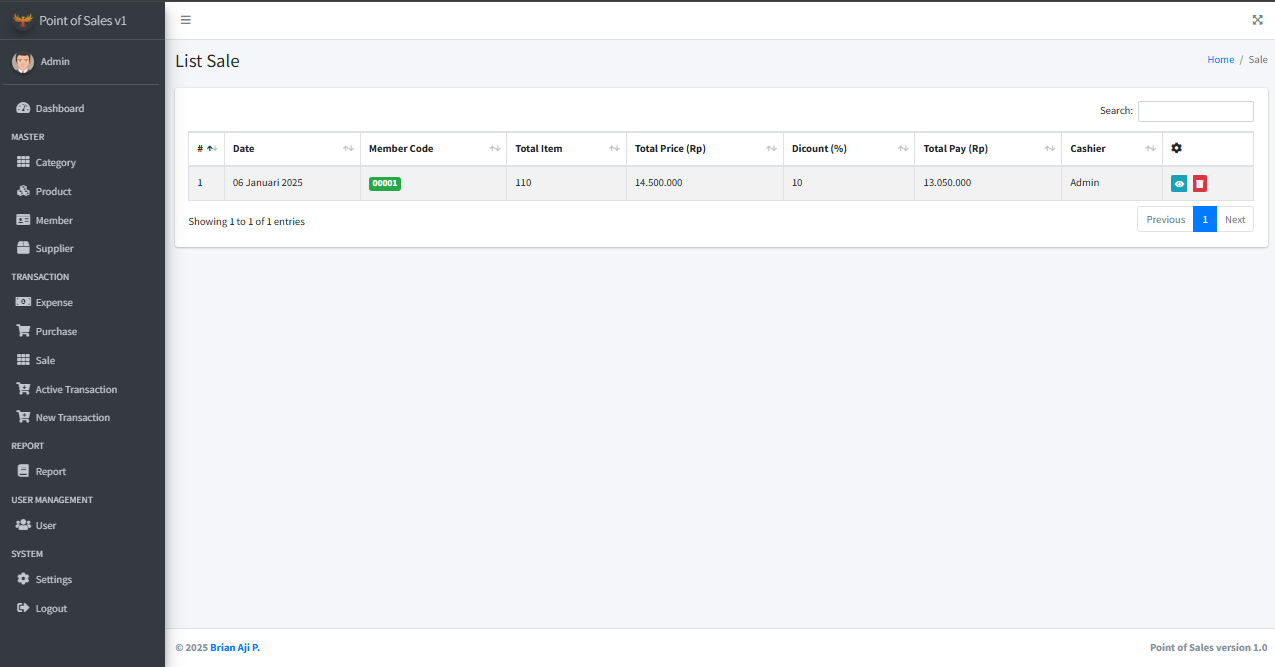 Point of Sales v1
Admin
Dashboard
MASTER
Category
Product
Member
Supplier
TRANSACTION
Expense
Purchase
Sale
Active Transaction
New Transaction
REPORT
Report
USER MANAGEMENT
User
SYSTEM
Settings
Logout
List Sale
Home / Sale
Search:
# Date Member Code Total Item Total Price (Rp) Dicount (%) Total Pay (Rp) Cashier
1 06 Januari 2025 00001 110 14.500.000 10 13.050.000 Admin
Showing 1 to 1 of 1 entries
Previous 1 Next
© 2025 Brian Aji P.
Point of Sales version 1.0